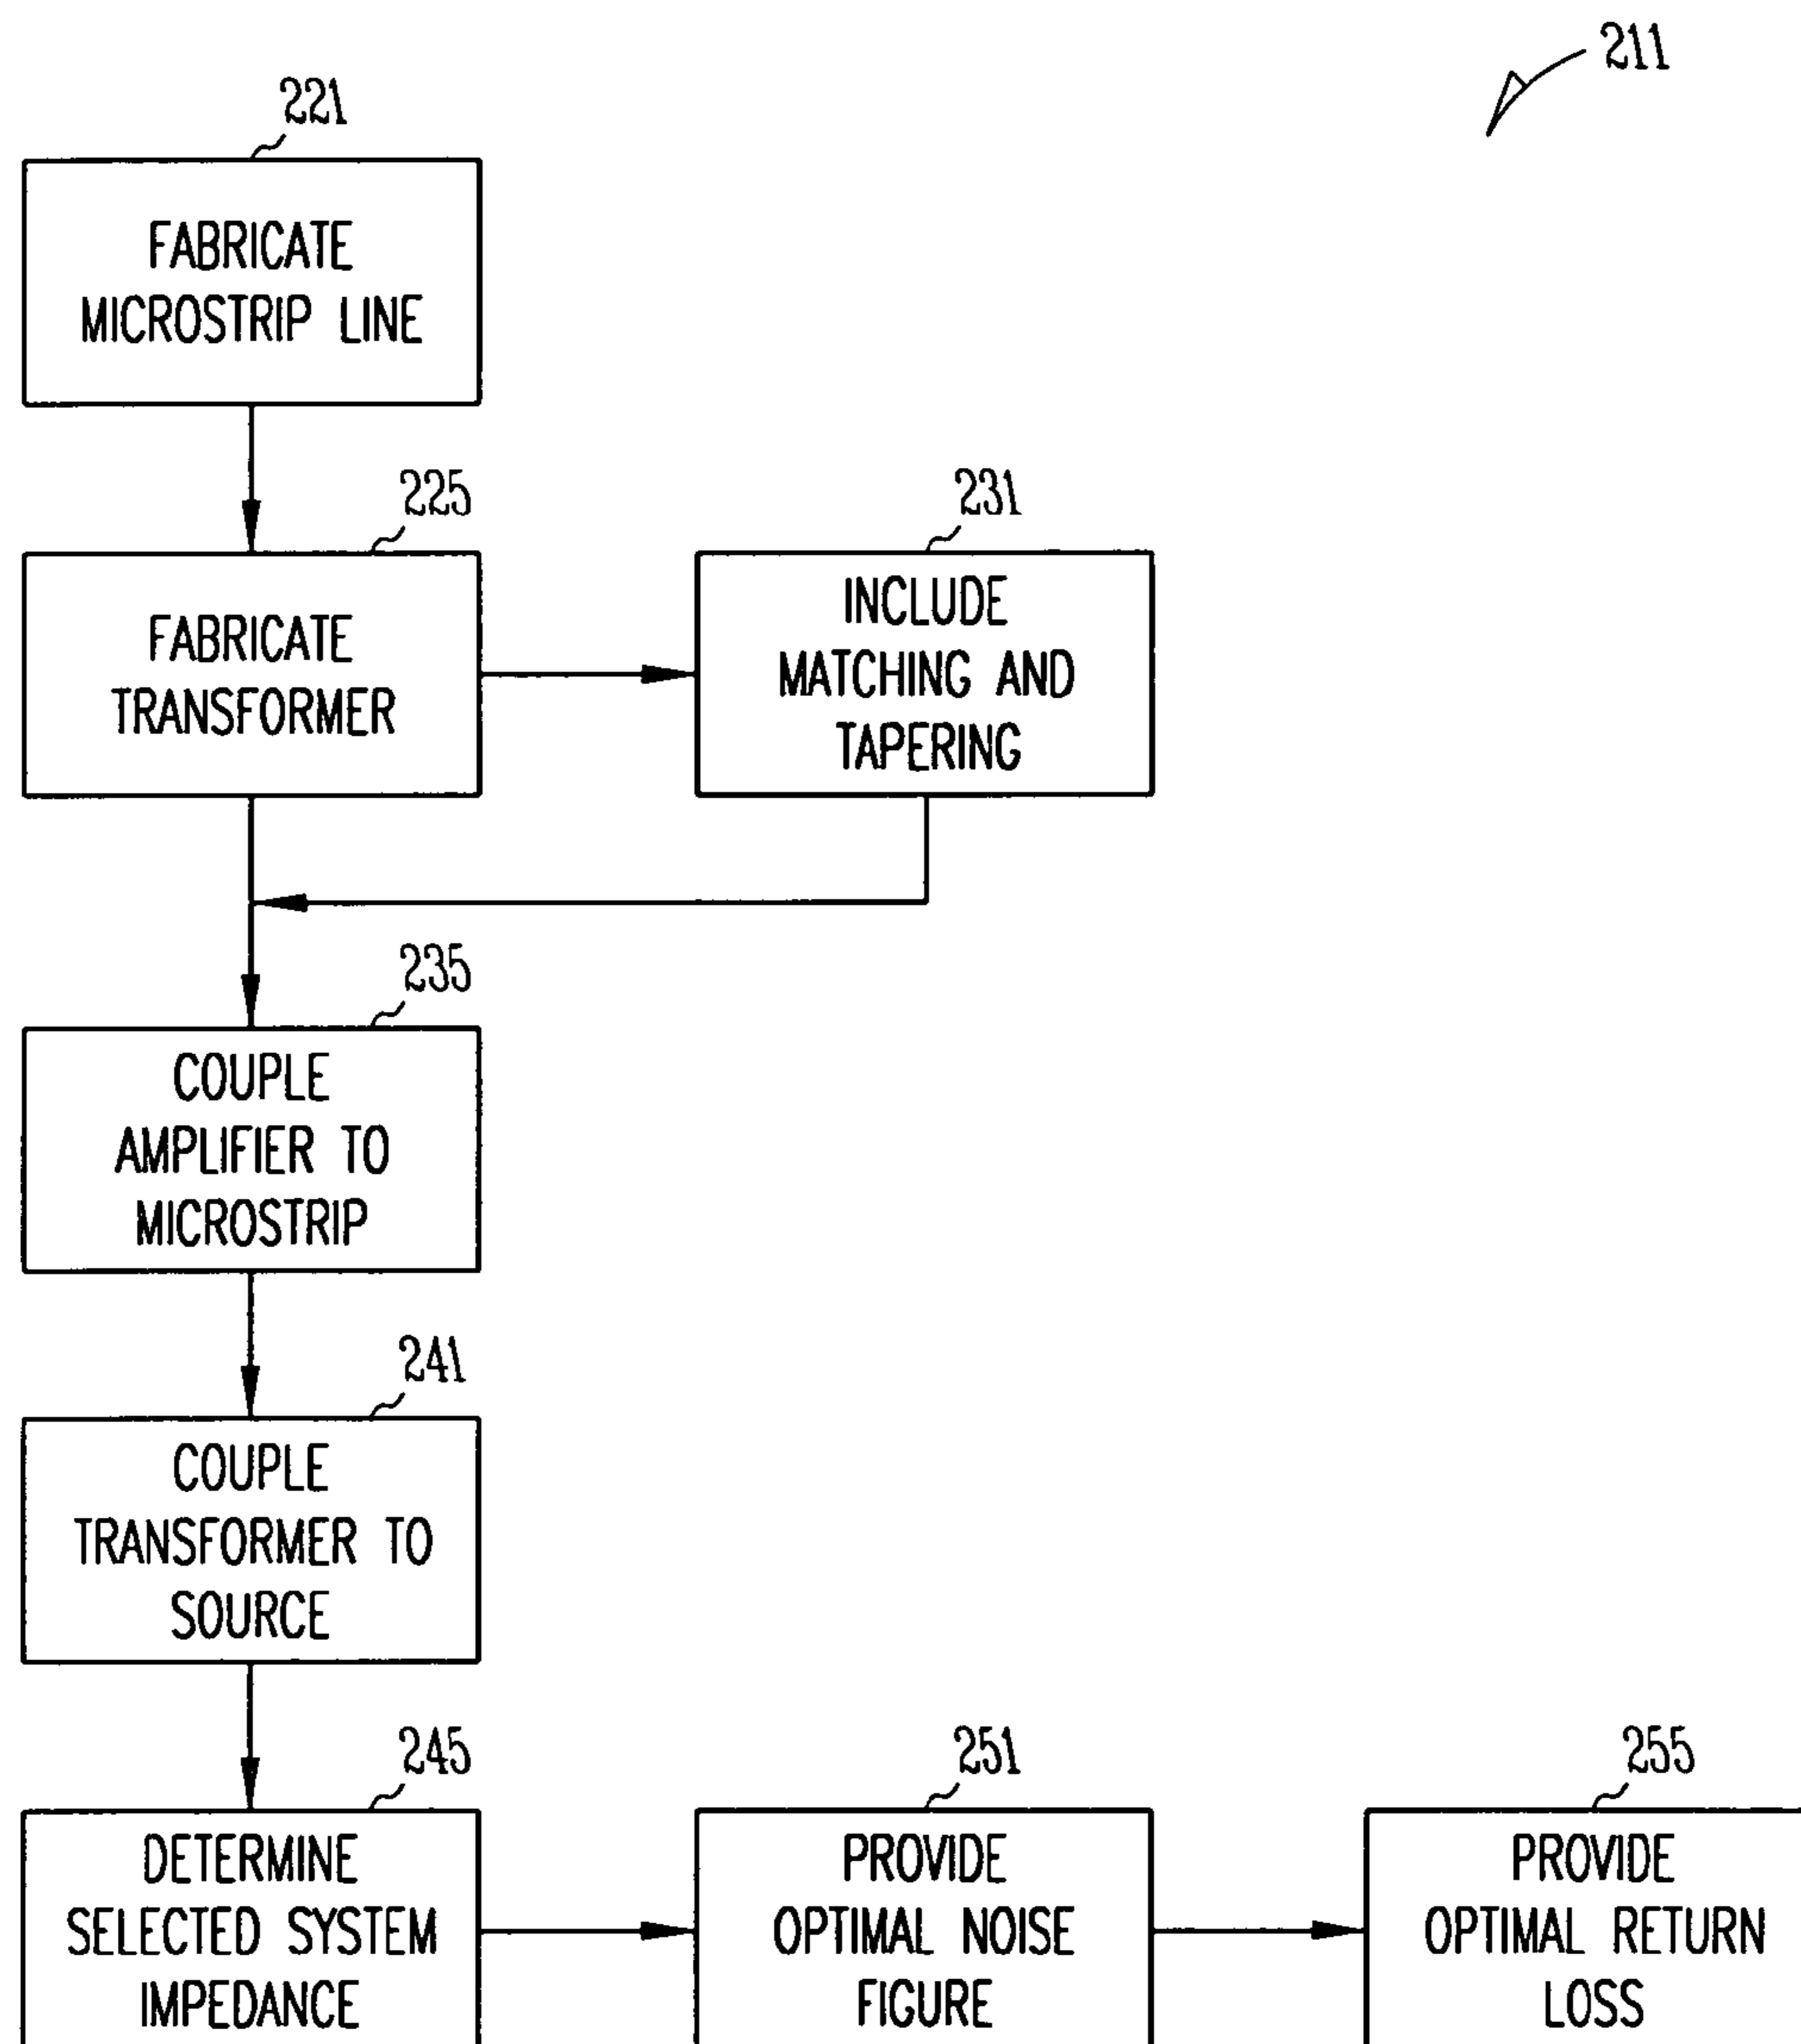 211
221
FABRICATE
MICROSTRIP LINE
225
FABRICATE
TRANSFORMER
231
INCLUDE
MATCHING AND
TAPERING
235
COUPLE
AMPLIFIER TO
MICROSTRIP
241
COUPLE
TRANSFORMER TO
SOURCE
245
DETERMINE
SELECTED SYSTEM
IMPEDANCE
251
PROVIDE
OPTIMAL NOISE
FIGURE
255
PROVIDE
OPTIMAL RETURN
LOSS